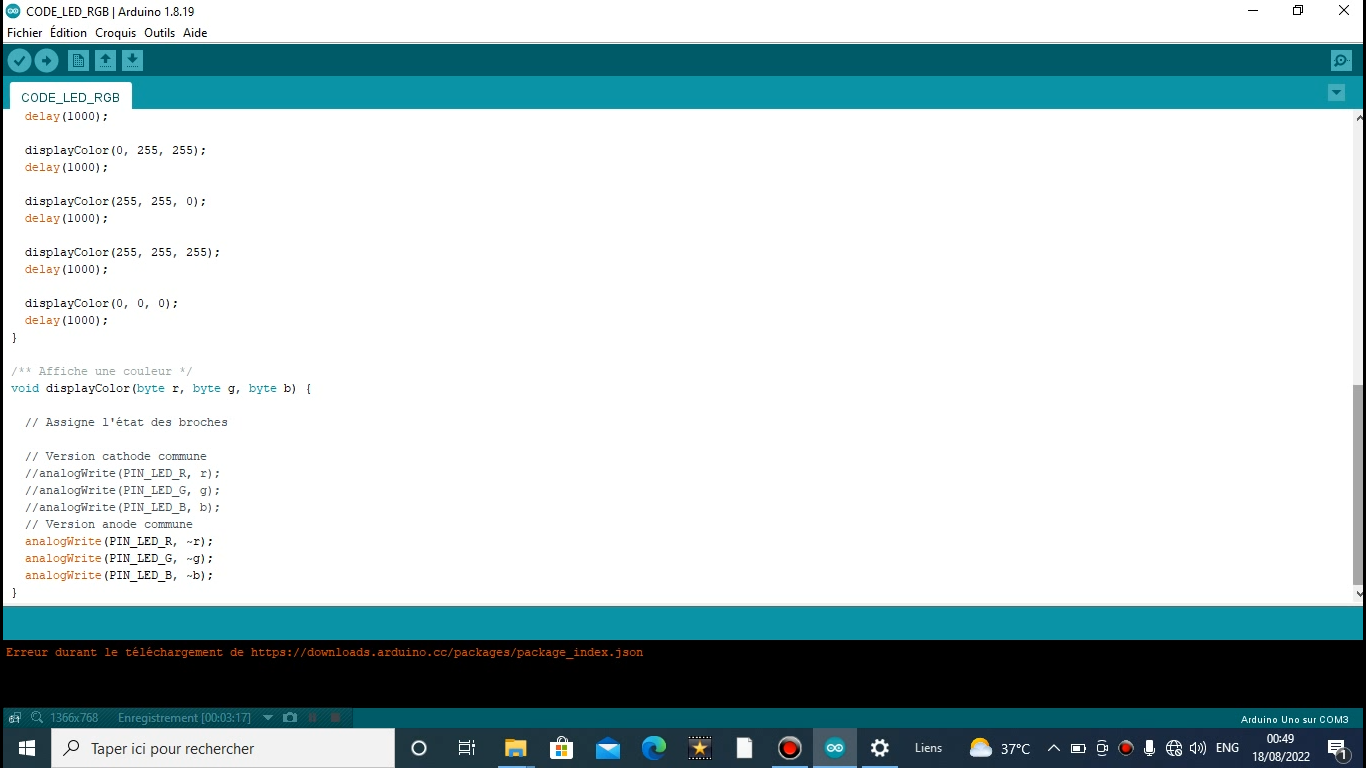 CODE_LED_RGB | Arduino 1.8.19
Fichier Édition Croquis Outils Aide
CODE_LED_RGB
delay(1000);
displayColor(0, 255, 255);
delay(1000);
displayColor(255, 255, 0);
delay(1000);
displayColor(255, 255, 255);
delay(1000);
displayColor(0, 0, 0);
delay(1000);
}
/** Affiche une couleur */
void displayColor(byte r, byte g, byte b) {
// Assigne l'état des broches
// Version cathode commune
//analogWrite(PIN_LED_R, r);
//analogWrite(PIN_LED_G, g);
//analogWrite(PIN_LED_B, b);
// Version anode commune
analogWrite(PIN_LED_R, ~r);
analogWrite(PIN_LED_G, ~g);
analogWrite(PIN_LED_B, ~b);
}
Erreur durant le téléchargement de https://downloads.arduino.cc/packages/package_index.json
1366x768 Enregistrement [00:03:17]
Arduino Uno sur COM3
Taper ici pour rechercher
Liens
37°C
ENG
00:49
18/08/2022
1